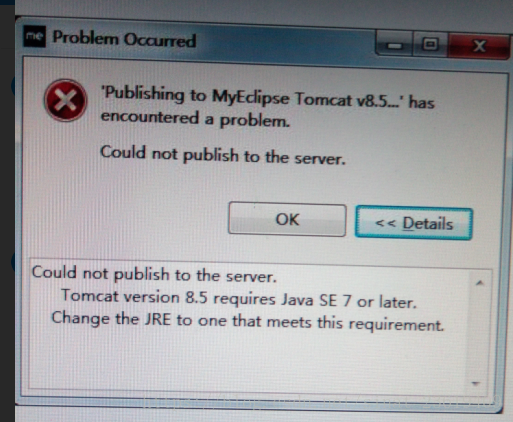 me Problem Occurred
'Publishing to MyEclipse Tomcat v8.5...' has
encountered a problem.
Could not publish to the server.
OK
<< Details
Could not publish to the server.
Tomcat version 8.5 requires Java SE 7 or later.
Change the JRE to one that meets this requirement.